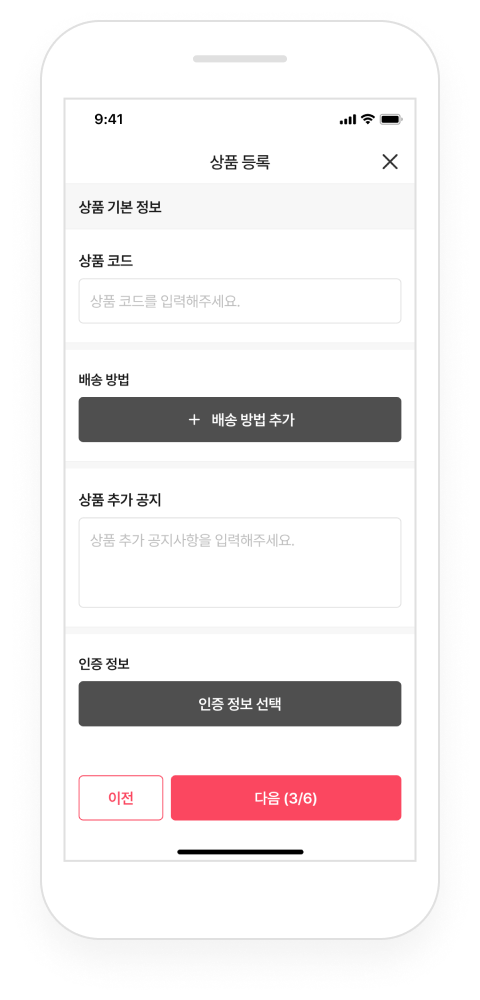 9:41
상품 등록
상품 기본 정보
상품 코드
상품 코드를 입력해주세요.
배송 방법
+ 배송 방법 추가
상품 추가 공지
상품 추가 공지사항을 입력해주세요.
인증 정보
인증 정보 선택
이전 다음 (3/6)